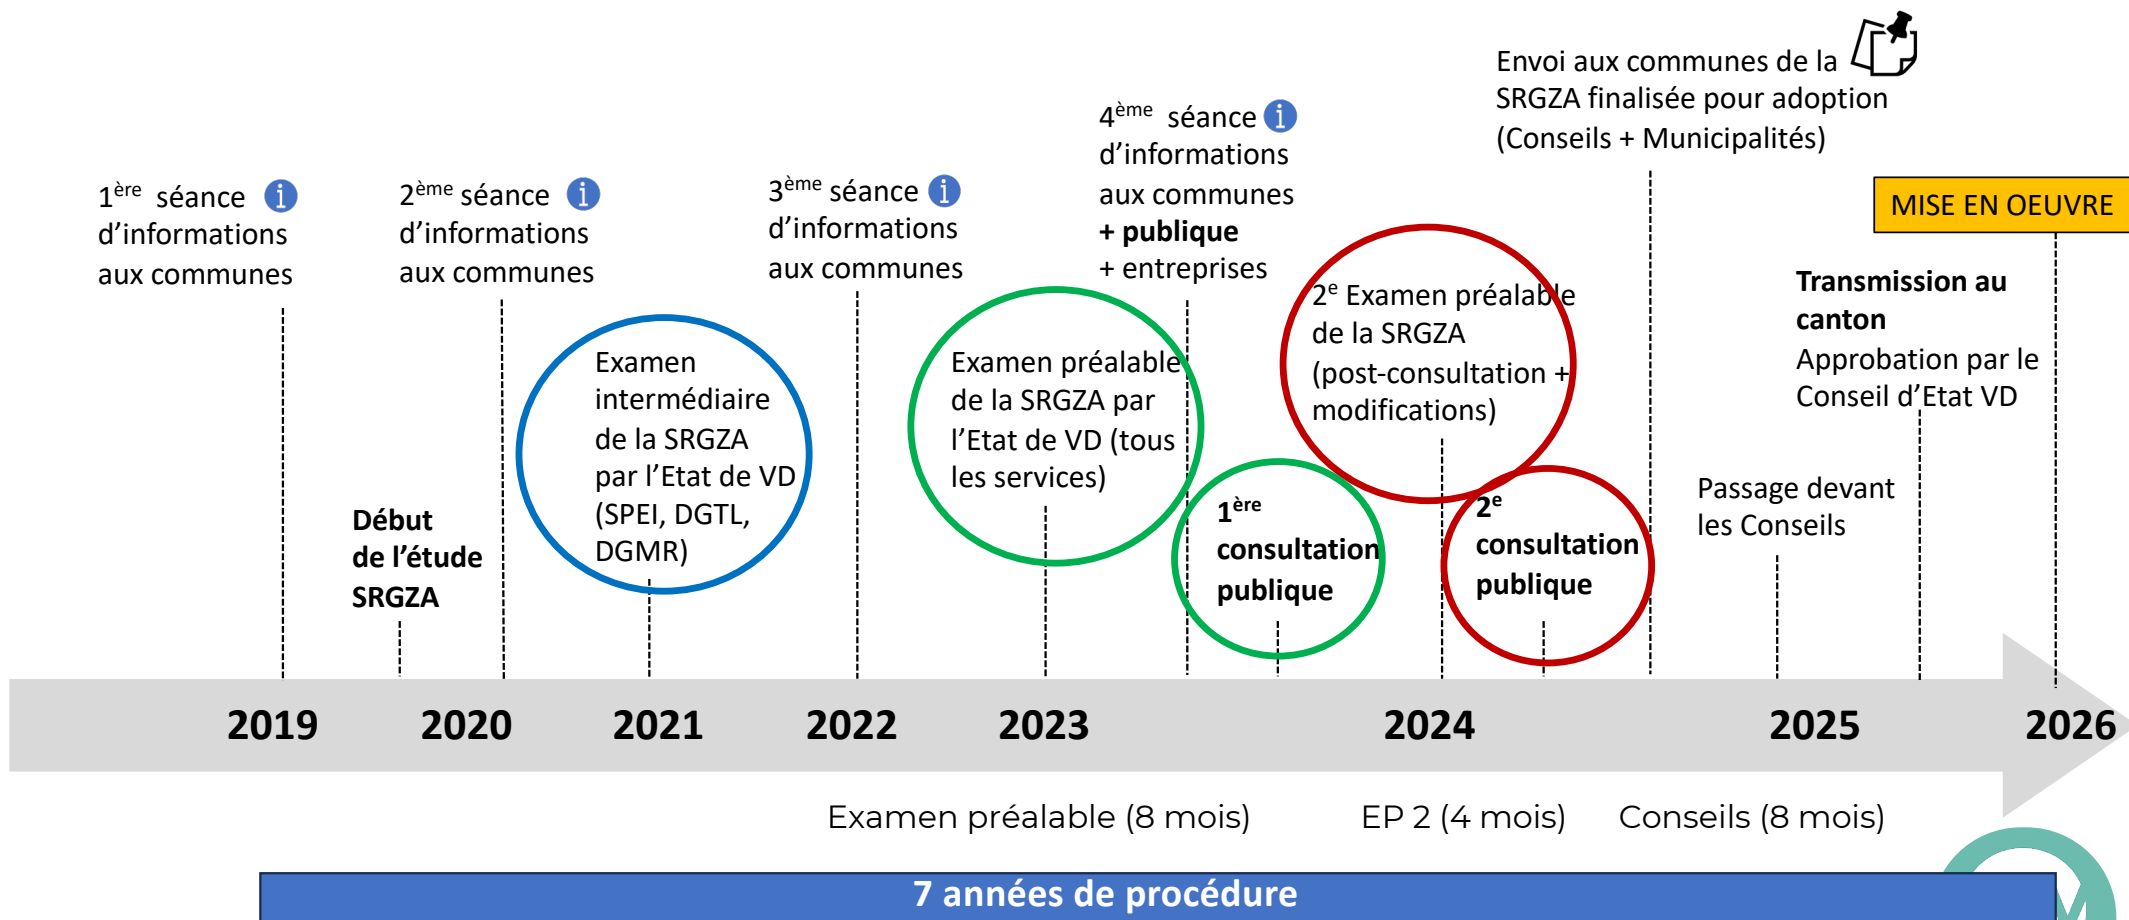 1ère séance
d’informations
aux communes
Début
de l’étude
SRGZA
2ème séance
d’informations
aux communes
Examen
intermédiaire
de la SRGZA
par l’Etat de VD
(SPEI, DGTL,
DGMR)
3ème séance
d’informations
aux communes
Examen préalable
de la SRGZA par
l’Etat de VD (tous
les services)
4ème séance
d’informations
aux communes
+ publique
+ entreprises
1ère
consultation
publique
2e Examen préalable
de la SRGZA
(post-consultation +
modifications)
2e
consultation
publique
Envoi aux communes de la
SRGZA finalisée pour adoption
(Conseils + Municipalités)
Passage devant
les Conseils
Transmission au
canton
Approbation par le
Conseil d’Etat VD
MISE EN OEUVRE
2019 2020 2021 2022 2023 2024 2025 2026
Examen préalable (8 mois) EP 2 (4 mois) Conseils (8 mois)
7 années de procédure